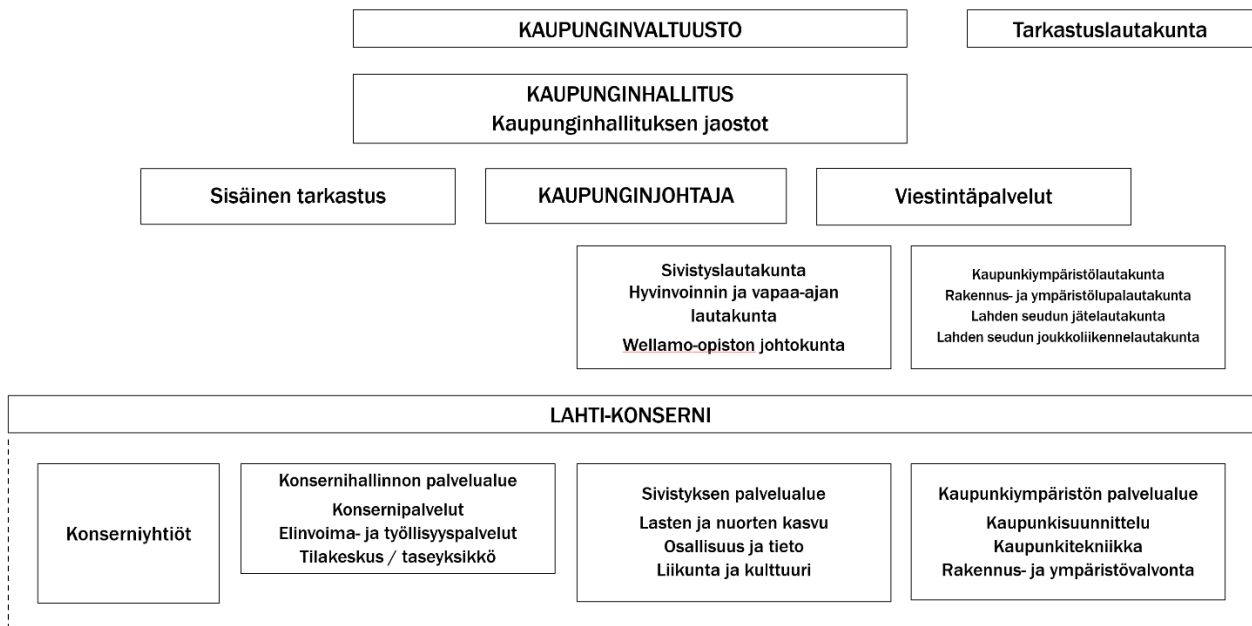 KAUPUNGINVALTUUSTO
Tarkastuslautakunta
KAUPUNGINHALLITUS
Kaupunginhallituksen jaostot
Sisäinen tarkastus
KAUPUNGINJOHTAJA
Viestintäpalvelut
Sivistyslautakunta
Hyvinvoinnin ja vapaa-ajan
lautakunta
Wellamo-opiston johtokunta
Kaupunkiympäristölautakunta
Rakennus- ja ympäristölupalautakunta
Lahden seudun jätelautakunta
Lahden seudun joukkoliikennelautakunta
LAHTI-KONSERNI
Konserniyhtiöt
Konsernihallinnon palvelualue
Konsernipalvelut
Elinvoima- ja työllisyyspalvelut
Tilakeskus / taseyksikkö
Sivistyksen palvelualue
Lasten ja nuorten kasvu
Osallisuus ja tieto
Liikunta ja kulttuuri
Kaupunkiympäristön palvelualue
Kaupunkisuunnittelu
Kaupunkitekniikka
Rakennus- ja ympäristövalvonta